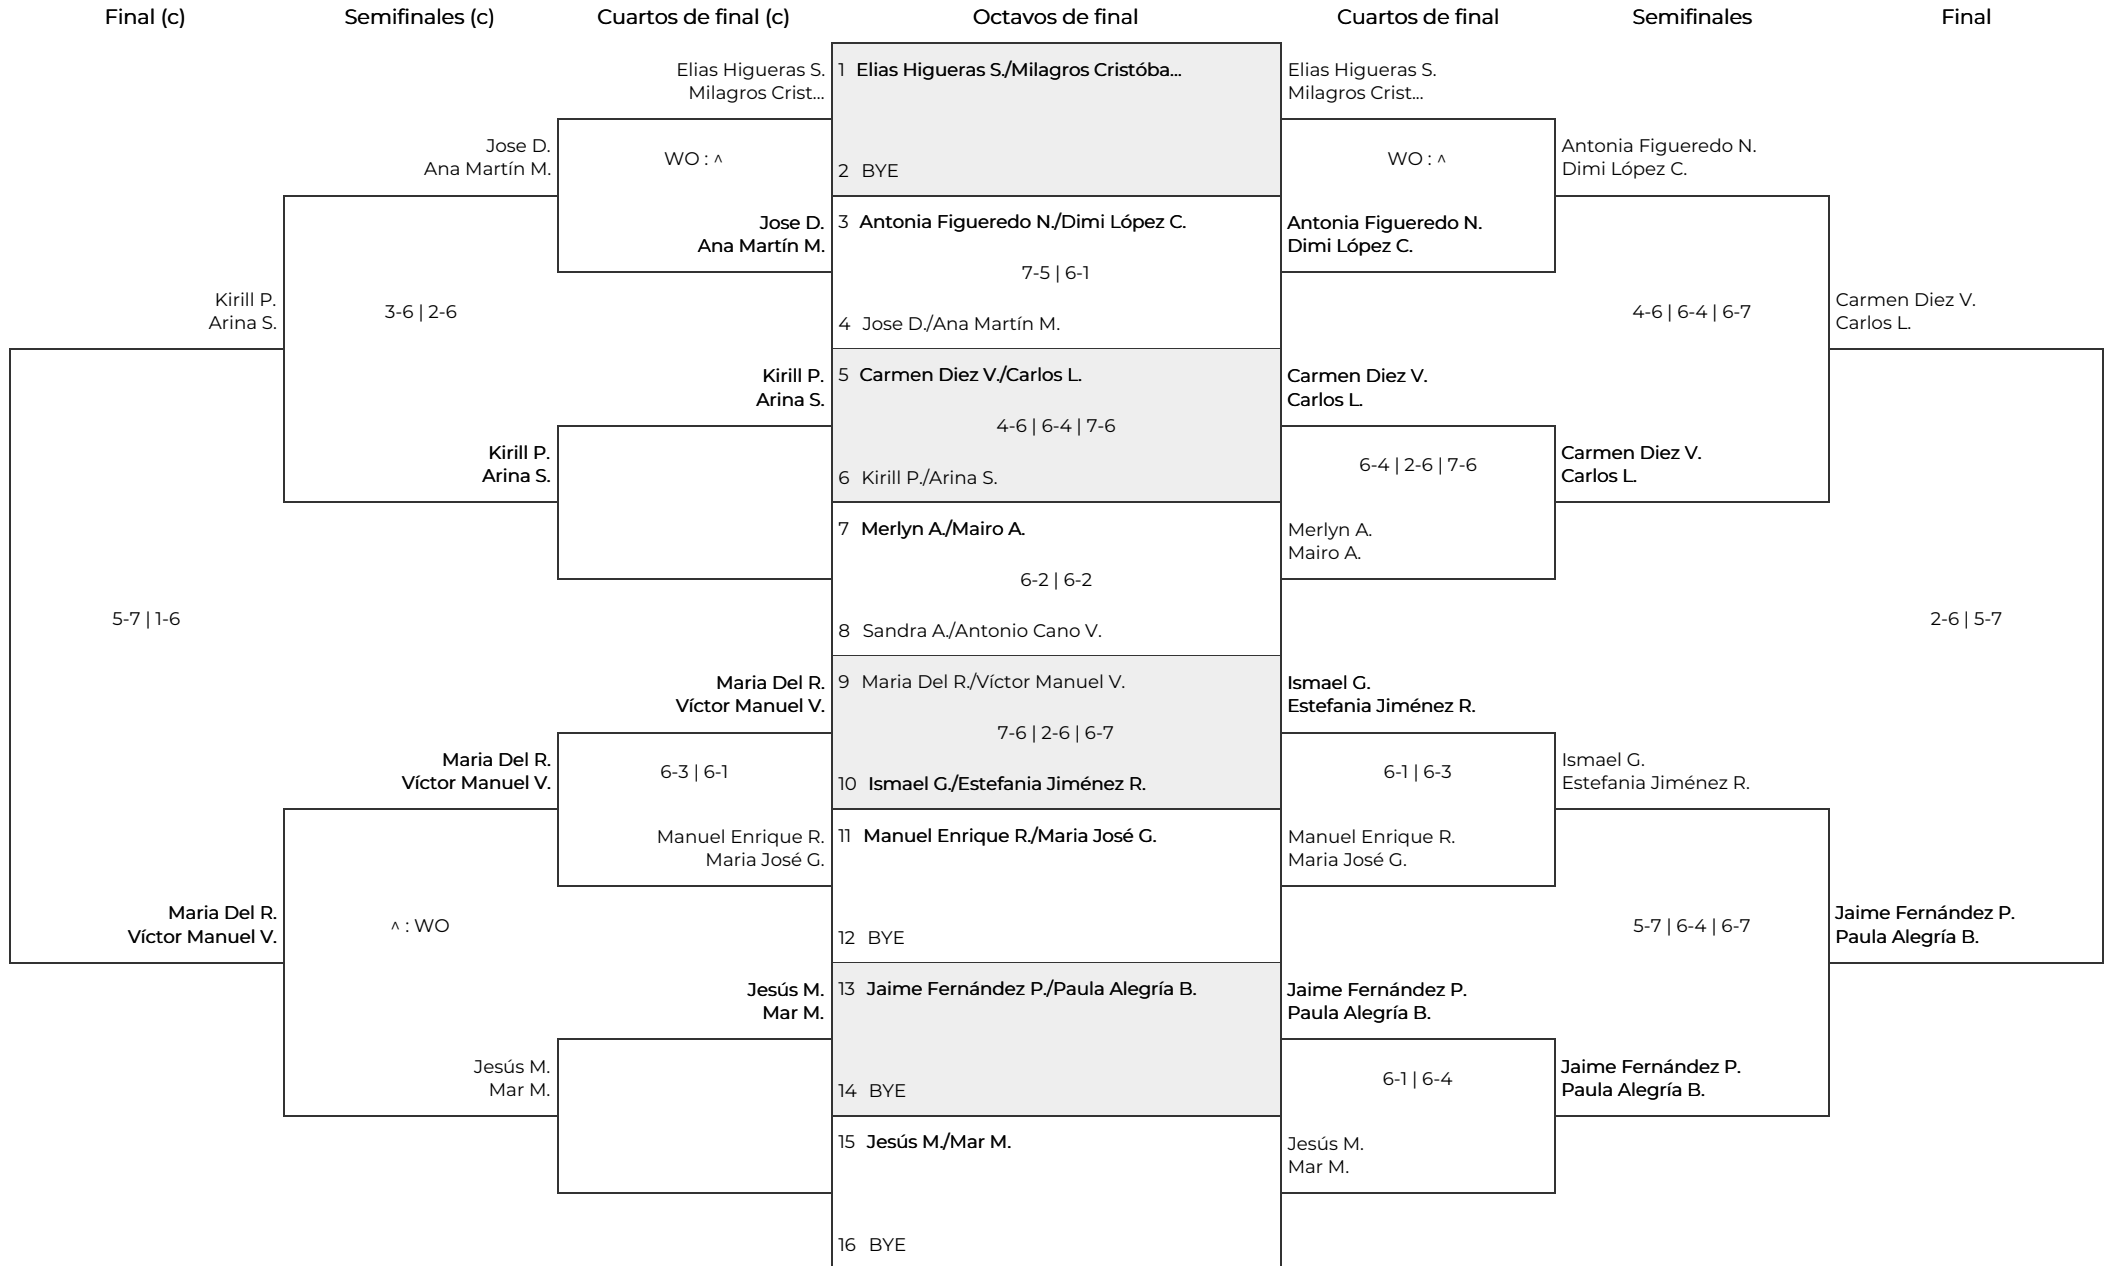 Final (c)
Semifinales (c)
Cuartos de final (c)
Octavos de final
Cuartos de final
Semifinales
Final
Kirill P.
Arina S.
5-7 | 1-6
Maria Del R.
Víctor Manuel V.
Jose D.
Ana Martín M.
3-6 | 2-6
Kirill P.
Arina S.
Maria Del R.
Víctor Manuel V.
^ : WO
Jesús M.
Mar M.
Elias Higueras S.
Milagros Crist...
WO : ^
Jose D.
Ana Martín M.
Kirill P.
Arina S.
Maria Del R.
Víctor Manuel V.
6-3 | 6-1
Manuel Enrique R.
Maria José G.
Jesús M.
Mar M.
1 Elias Higueras S./Milagros Cristóba...
2 BYE
3 Antonia Figueredo N./Dimi López C.
7-5 | 6-1
4 Jose D./Ana Martín M.
5 Carmen Diez V./Carlos L.
4-6 | 6-4 | 7-6
6 Kirill P./Arina S.
7 Merlyn A./Mairo A.
6-2 | 6-2
8 Sandra A./Antonio Cano V.
9 Maria Del R./Víctor Manuel V.
7-6 | 2-6 | 6-7
10 Ismael G./Estefania Jiménez R.
11 Manuel Enrique R./Maria José G.
12 BYE
13 Jaime Fernández P./Paula Alegría B.
14 BYE
15 Jesús M./Mar M.
16 BYE
Elias Higueras S.
Milagros Crist...
WO : ^
Antonia Figueredo N.
Dimi López C.
Carmen Diez V.
Carlos L.
6-4 | 2-6 | 7-6
Merlyn A.
Mairo A.
Ismael G.
Estefania Jiménez R.
6-1 | 6-3
Manuel Enrique R.
Maria José G.
Jaime Fernández P.
Paula Alegría B.
6-1 | 6-4
Jesús M.
Mar M.
Antonia Figueredo N.
Dimi López C.
4-6 | 6-4 | 6-7
Carmen Diez V.
Carlos L.
Ismael G.
Estefania Jiménez R.
5-7 | 6-4 | 6-7
Jaime Fernández P.
Paula Alegría B.
Carmen Diez V.
Carlos L.
2-6 | 5-7
Jaime Fernández P.
Paula Alegría B.